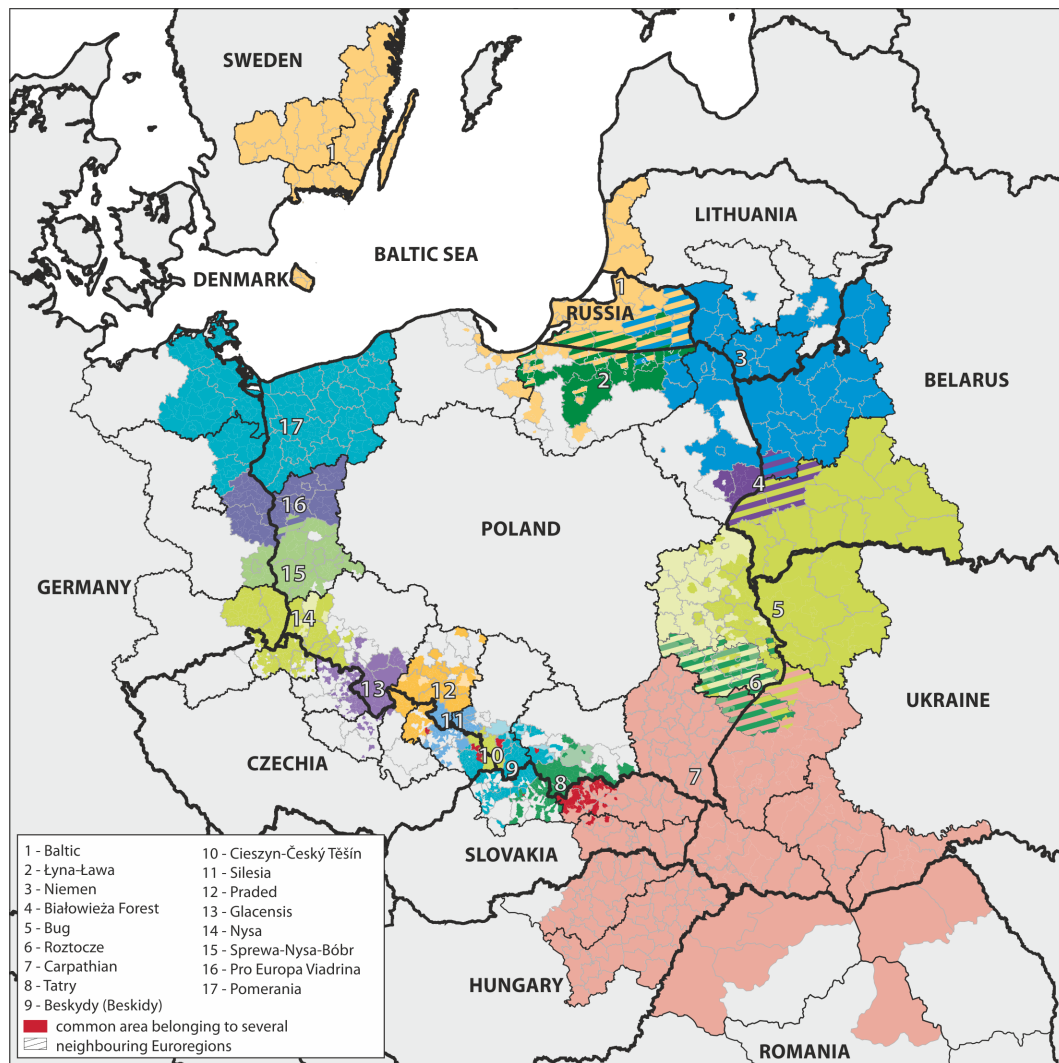 SWEDEN
1
LITHUANIA
BALTIC SEA
DENMARK
1
RUSSIA
3
2
BELARUS
17
4
16
POLAND
15
GERMANY
5
14
6
13
12
UKRAINE
11
CZECHIA
10
9
8
7
SLOVAKIA
HUNGARY
ROMANIA
1 - Baltic
2 - Łyna-Ława
3 - Niemen
4 - Białowieża Forest
5 - Bug
6 - Roztocze
7 - Carpathian
8 - Tatry
9 - Beskydy (Beskidy)
10 - Cieszyn-Český Těšín
11 - Silesia
12 - Praded
13 - Glacensis
14 - Nysa
15 - Sprewa-Nysa-Bóbr
16 - Pro Europa Viadrina
17 - Pomerania
common area belonging to several
neighbouring Euroregions